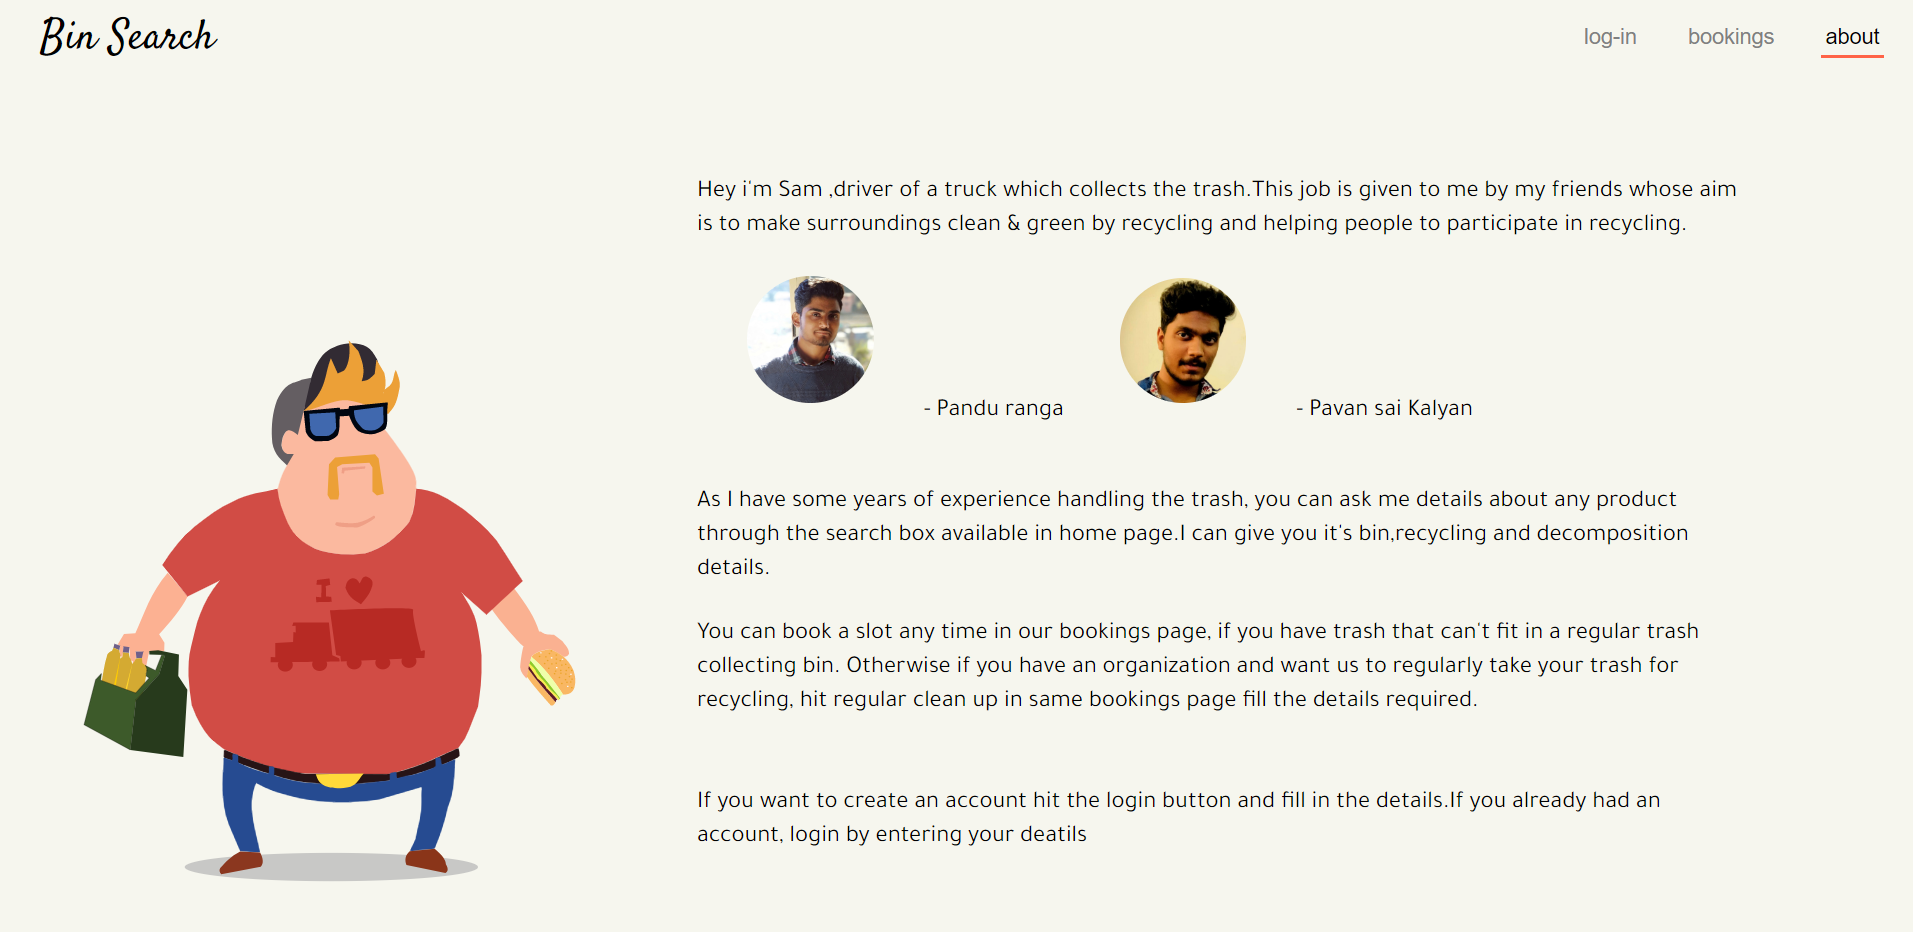 Bin Search
log-in bookings about
Hey i'm Sam ,driver of a truck which collects the trash.This job is given to me by my friends whose aim
is to make surroundings clean & green by recycling and helping people to participate in recycling.
- Pandu ranga - Pavan sai Kalyan
As I have some years of experience handling the trash, you can ask me details about any product
through the search box available in home page.I can give you it's bin,recycling and decomposition
details.
I
You can book a slot any time in our bookings page, if you have trash that can't fit in a regular trash
collecting bin. Otherwise if you have an organization and want us to regularly take your trash for
recycling, hit regular clean up in same bookings page fill the details required.
If you want to create an account hit the login button and fill in the details.If you already had an
account, login by entering your deatils